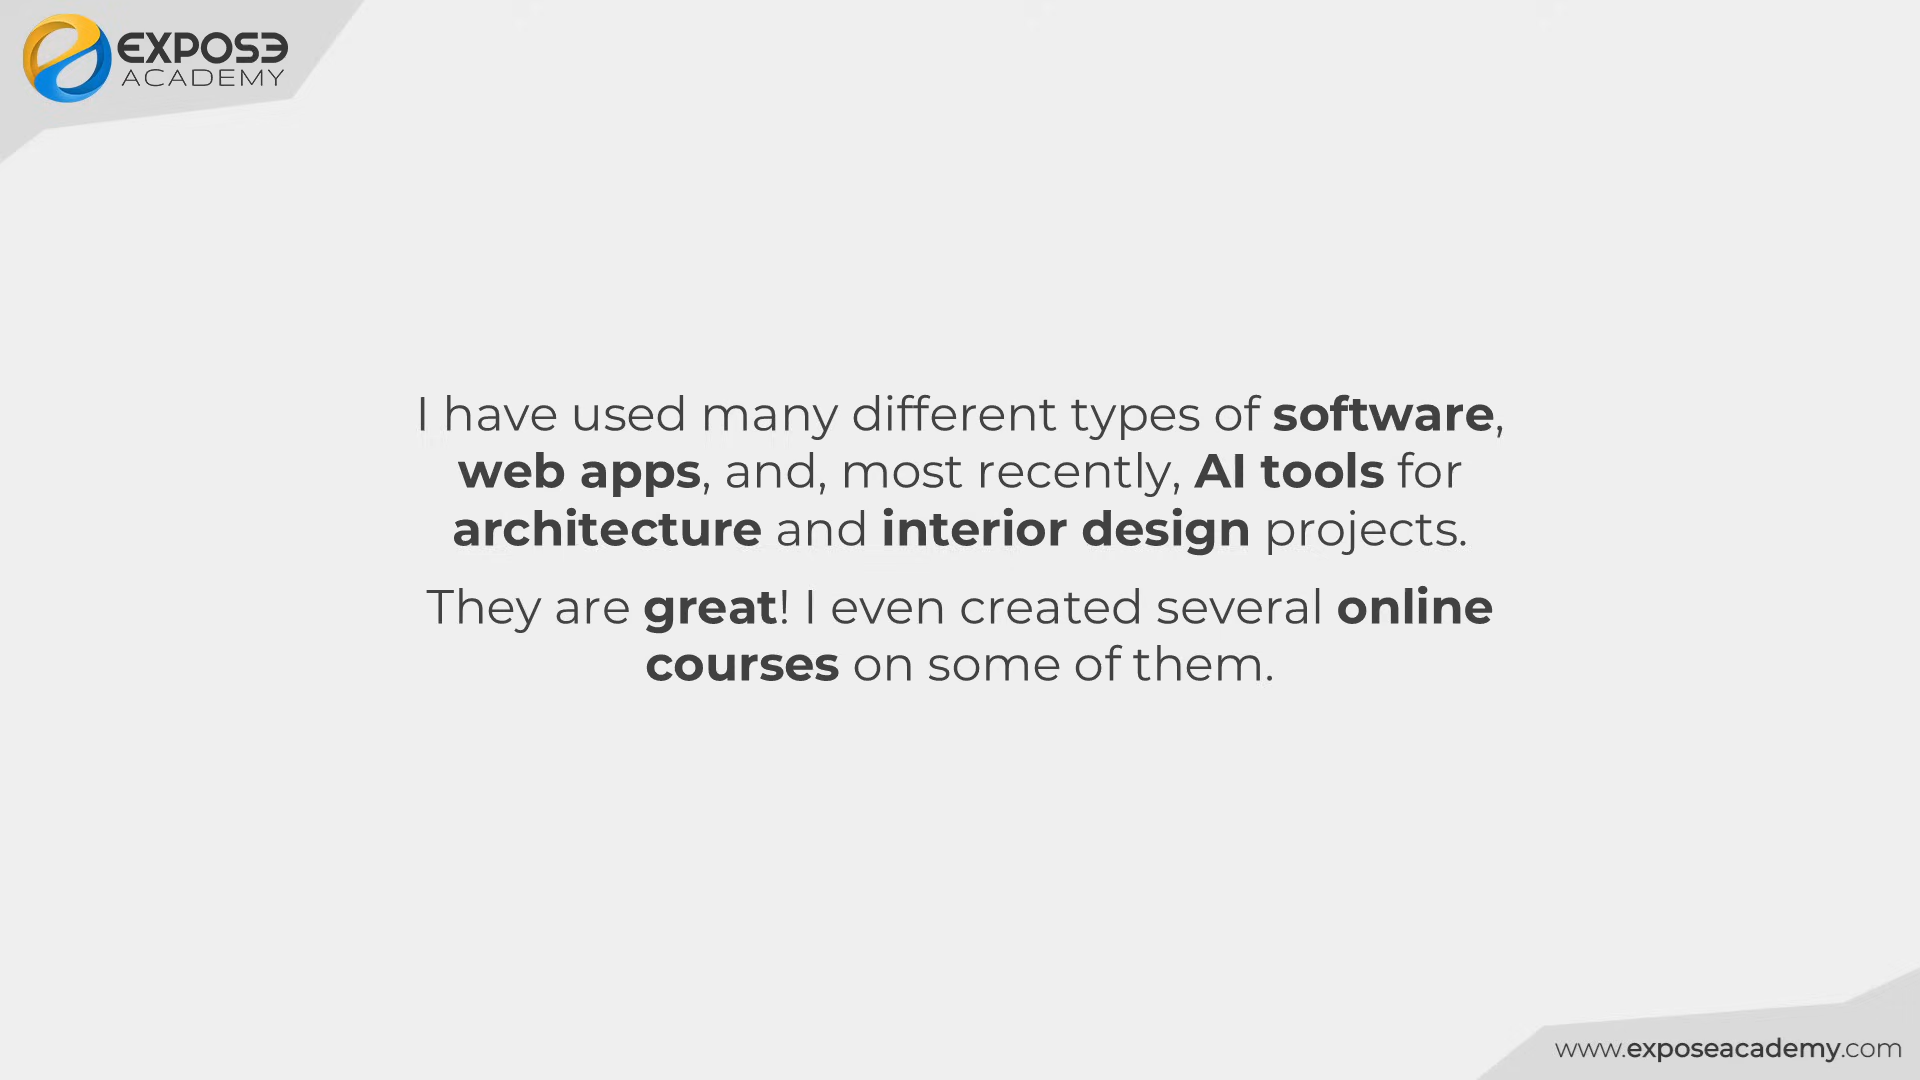 EXPOSE
ACADEMY
I have used many different types of software,
web apps, and, most recently, AI tools for
architecture and interior design projects.
They are great! I even created several online
courses on some of them.
www.exposeacademy.com